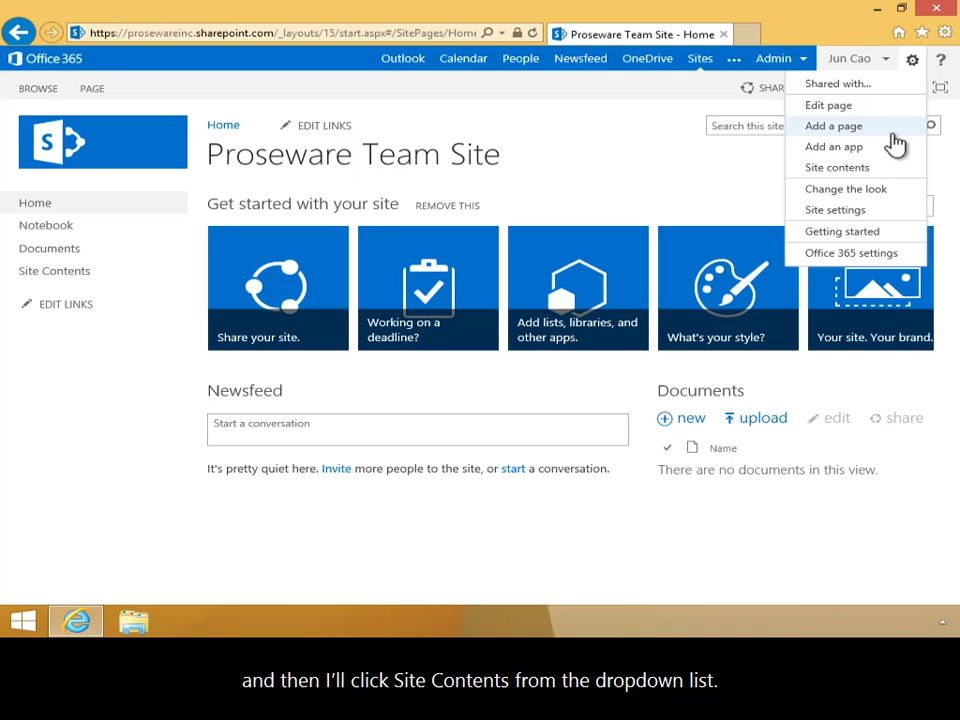 https://prosewareinc.sharepoint.com/_layouts/15/start.aspx#/SitePages/Home
Proseware Team Site - Home
Office 365
Outlook Calendar People Newsfeed OneDrive Sites ... Admin Jun Cao ?
BROWSE PAGE
SHAR
Shared with...
Edit page
Add a page
Add an app
Site contents
Change the look
Site settings
Getting started
Office 365 settings
Home EDIT LINKS
Search this site
Proseware Team Site
Home
Notebook
Documents
Site Contents
EDIT LINKS
Get started with your site REMOVE THIS
Share your site.
Working on a
deadline?
Add lists, libraries, and
other apps.
What's your style?
Your site. Your brand.
Newsfeed
Start a conversation
It's pretty quiet here. Invite more people to the site, or start a conversation.
Documents
new upload edit share
Name
There are no documents in this view.
and then I'll click Site Contents from the dropdown list.